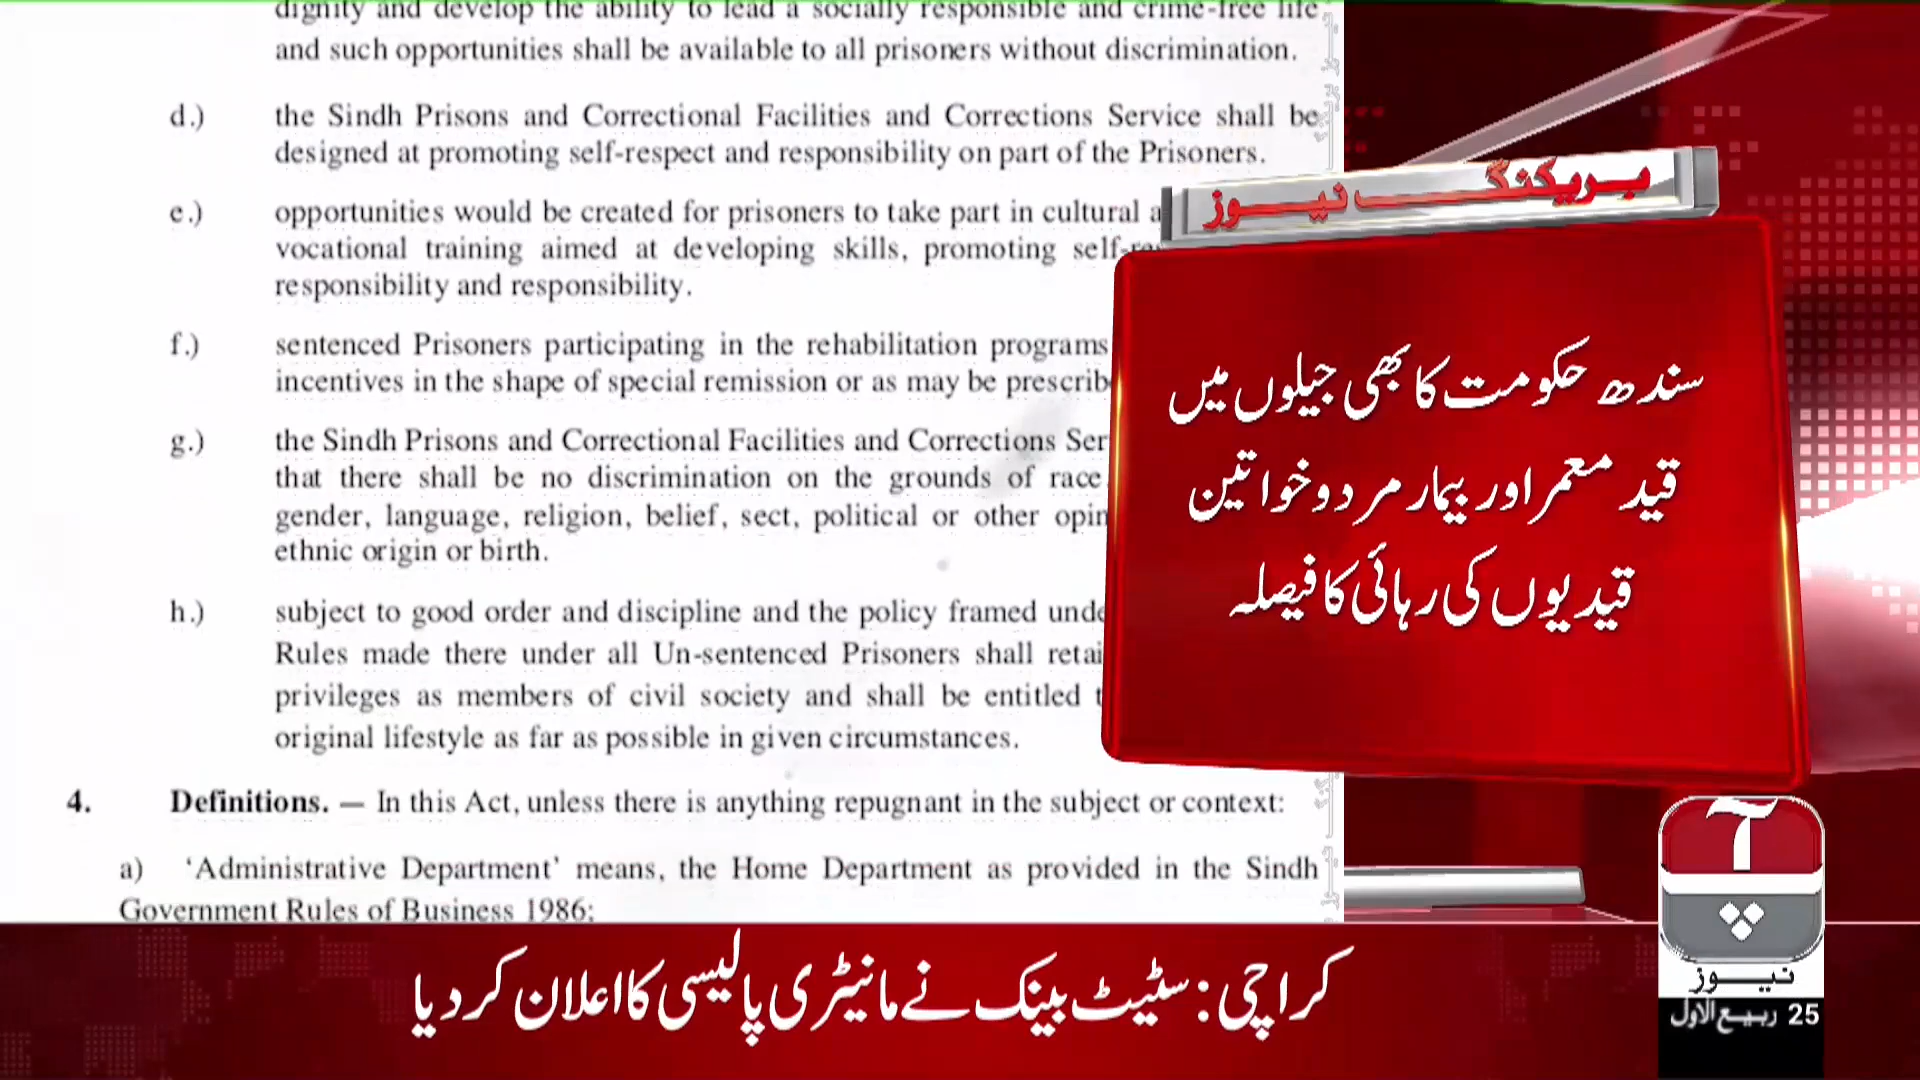 dignity and develop the ability to lead a socially responsible and crime-free life
and such opportunities shall be available to all prisoners without discrimination.
d.) the Sindh Prisons and Correctional Facilities and Corrections Service shall be
designed at promoting self-respect and responsibility on part of the Prisoners.
e.) opportunities would be created for prisoners to take part in cultural
vocational training aimed at developing skills, promoting
responsibility and responsibility.
f.) sentenced Prisoners participating in the rehabilitation programs
incentives in the shape of special remission or as may be
g.) the Sindh Prisons and Correctional Facilities and Corrections
that there shall be no discrimination on the grounds of race
gender, language, religion, belief, sect, political or other
ethnic origin or birth.
h.) subject to good order and discipline and the policy framed
Rules made there under all Un-sentenced Prisoners shall
privileges as members of civil society and shall be entitled
original lifestyle as far as possible in given circumstances.
4. Definitions. — In this Act, unless there is anything repugnant in the subject or context:
a) ‘Administrative Department’ means, the Home Department as provided in the Sindh
Government Rules of Business 1986;
بریکنگ نیوز
سندھ حکومت کا بھی جیلوں میں
قید معمر اور بیمار مرد و خواتین
قیدیوں کی رہائی کا فیصلہ
کراچی : سٹیٹ بینک نے مانیٹری پالیسی کا اعلان کر دیا
آپ
نیوز
25 ربیع الاول